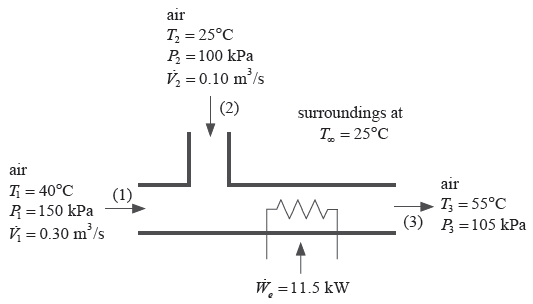 air
T₂ = 25°C
P₂ = 100 kPa
V̇₂ = 0.10 m³/s
(2)
surroundings at
T∞ = 25°C
air
T₁ = 40°C
P₁ = 150 kPa
V̇₁ = 0.30 m³/s
(1)
air
T₃ = 55°C
P₃ = 105 kPa
(3)
Ẇₑ = 11.5 kW